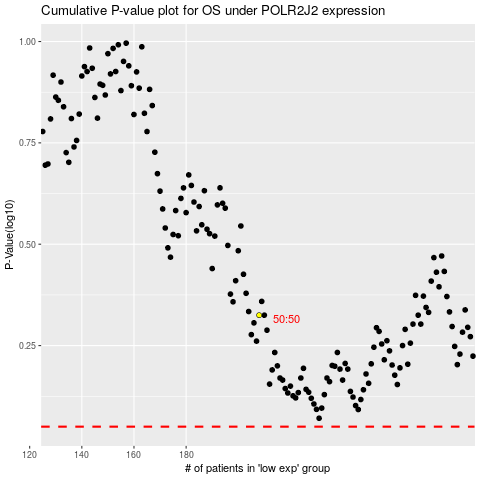 Cumulative P-value plot for OS under POLR2J2 expression
P-Value(log10)
1.00
0.75
0.50
0.25
50:50
120 140 160 180
# of patients in 'low exp' group